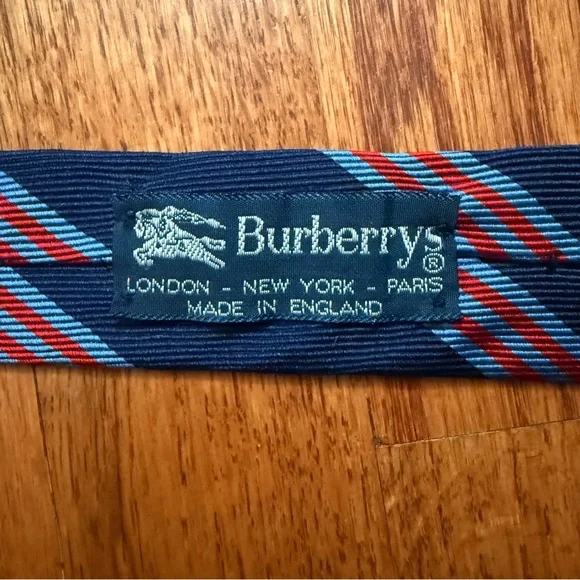 Burberrys®
LONDON - NEW YORK - PARIS
MADE IN ENGLAND